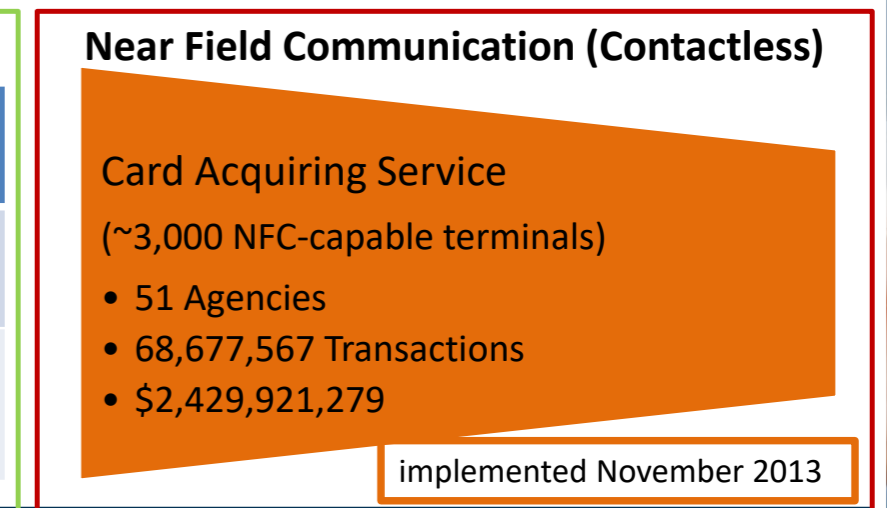 Near Field Communication (Contactless)
Card Acquiring Service
(~3,000 NFC-capable terminals)
• 51 Agencies
• 68,677,567 Transactions
• $2,429,921,279
implemented November 2013